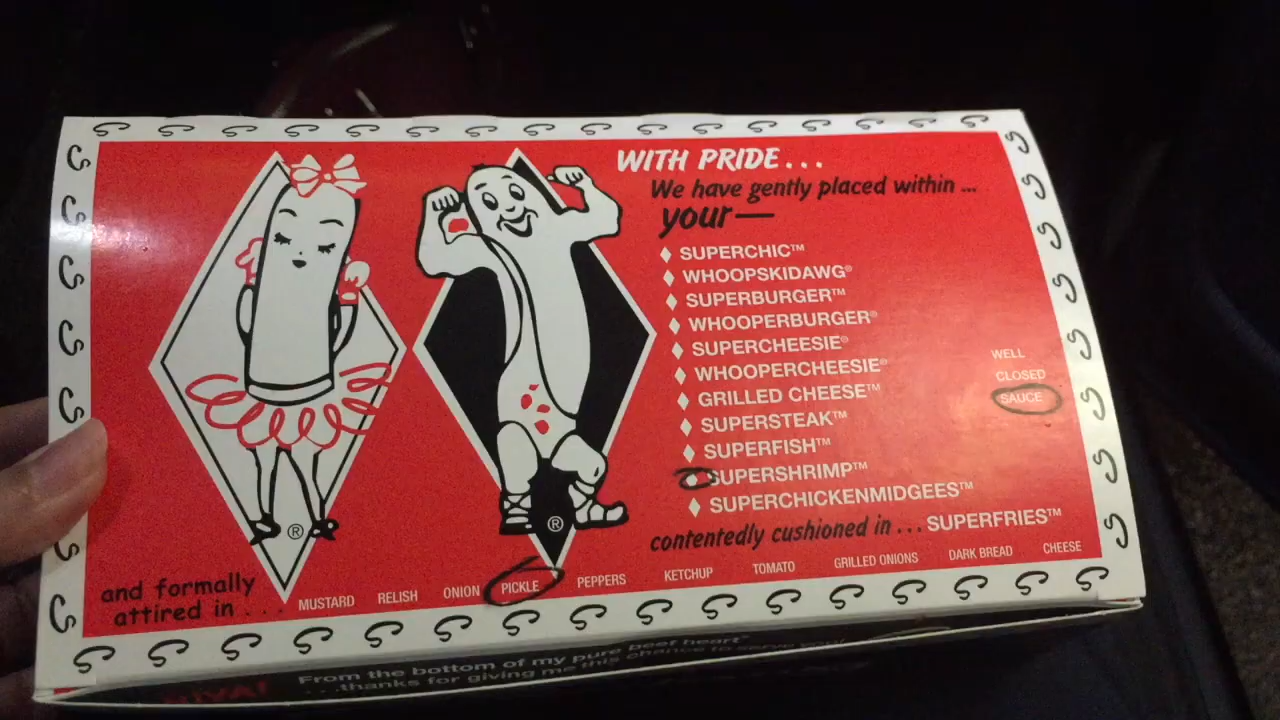 WITH PRIDE...
We have gently placed within ...
your—
SUPERCHIC™
WHOOPSKIDAWG®
SUPERBURGER™
WHOOPERBURGER®
SUPERCHEESIE®
WHOOPERCHEESIE®
GRILLED CHEESE™
SUPERSTEAK™
SUPERFISH™
SUPERSHRIMP™
SUPERCHICKENMIDGEES™
WELL
CLOSED
SAUCE
contentedly cushioned in... SUPERFRIES™
®
®
and formally
attired in ...
MUSTARD RELISH ONION PICKLE PEPPERS KETCHUP TOMATO GRILLED ONIONS DARK BREAD CHEESE
From the bottom of my pure beef heart"
...thanks for giving me this chance to serve you!